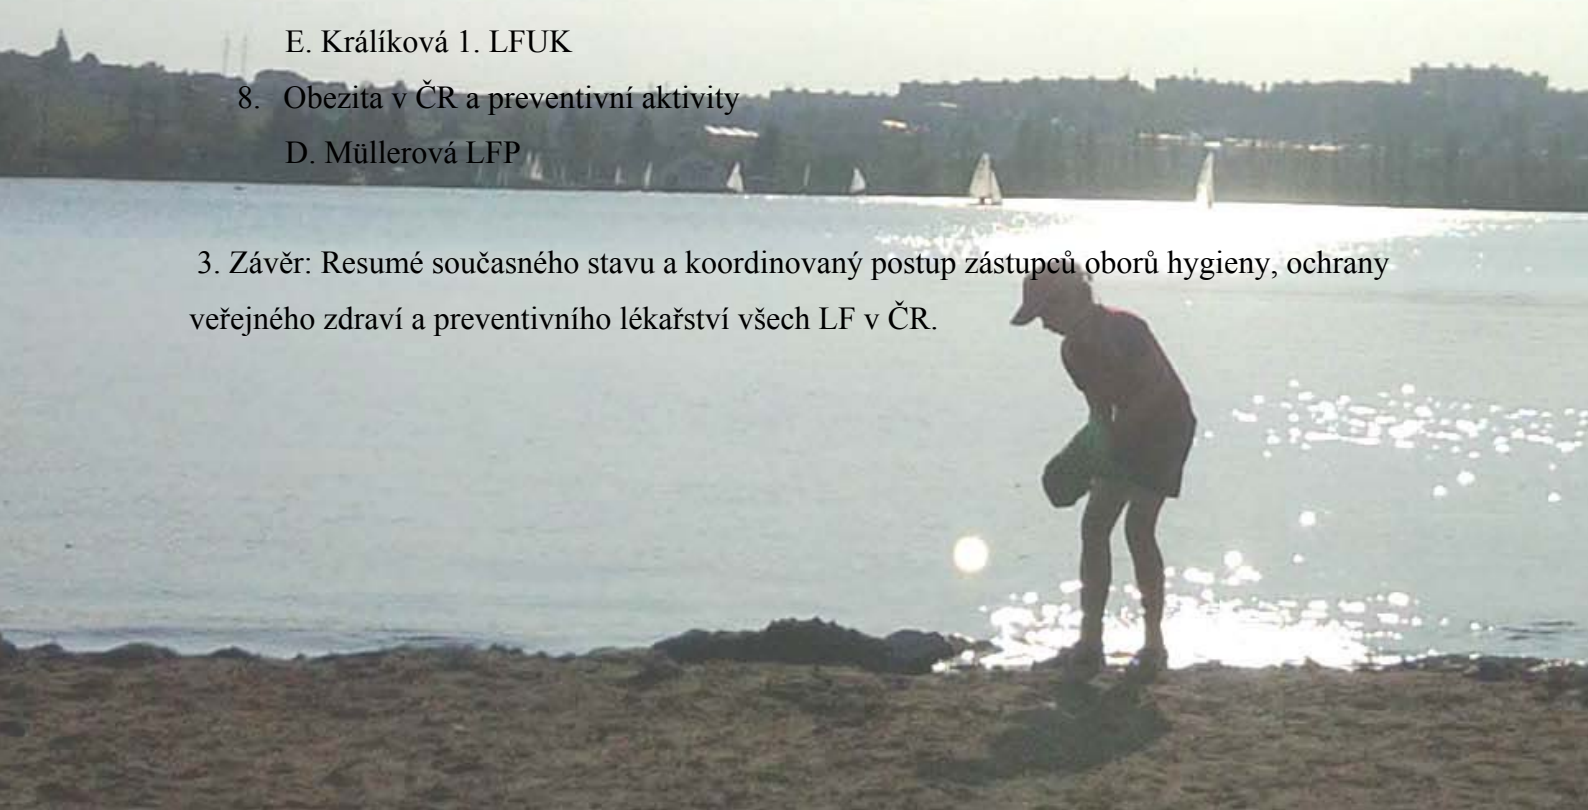 E. Králíková 1. LFUK
8. Obezita v ČR a preventivní aktivity
D. Müllerová LFP
3. Závěr: Resumé současného stavu a koordinovaný postup zástupců oborů hygieny, ochrany
veřejného zdraví a preventivního lékařství všech LF v ČR.